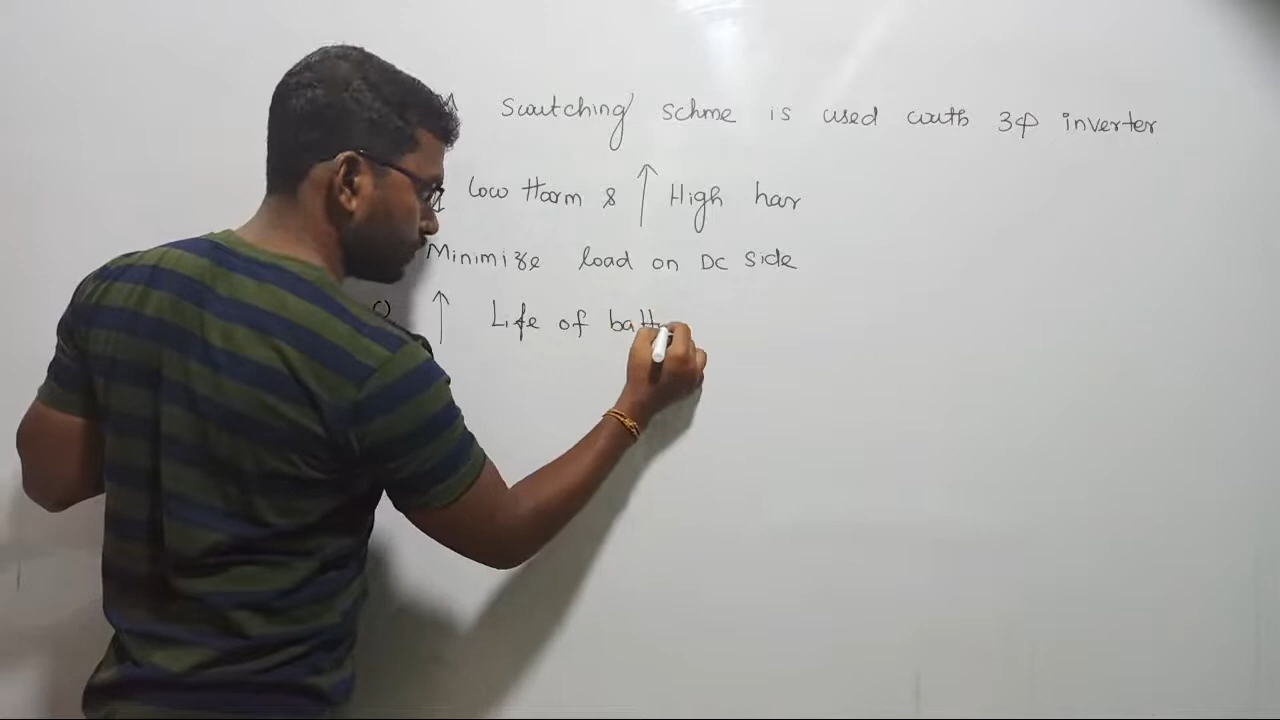 Switching schme is used with 3φ inverter
low Harm & ↑ High har
Minimize load on DC side
↑ Life of batt